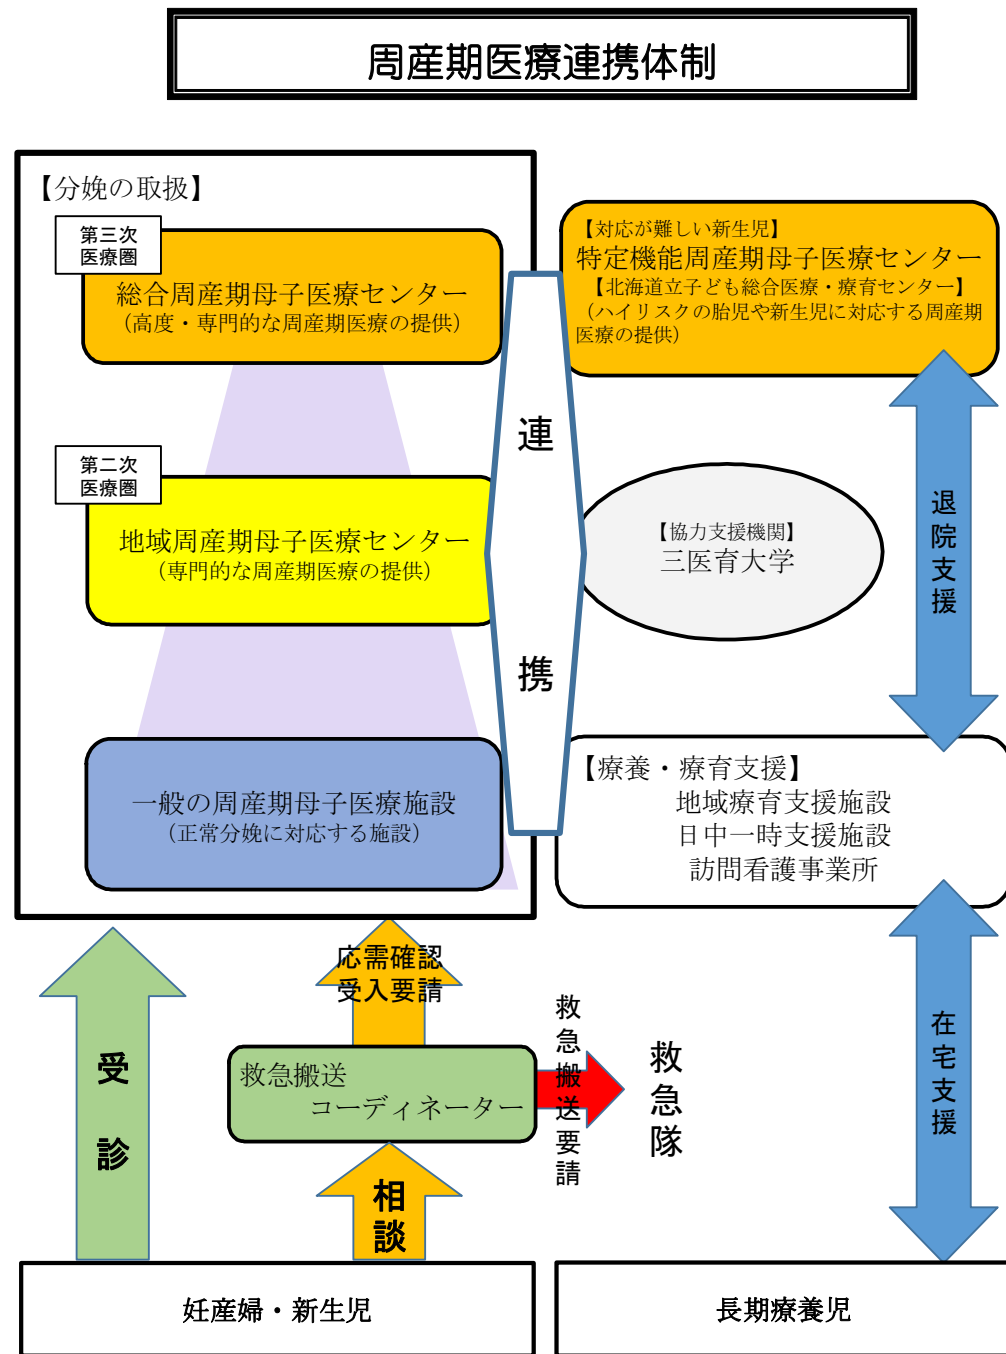 周産期医療連携体制
【分娩の取扱】
第三次
医療圏
総合周産期母子医療センター
（高度・専門的な周産期医療の提供）
第二次
医療圏
地域周産期母子医療センター
（専門的な周産期医療の提供）
一般の周産期母子医療施設
（正常分娩に対応する施設）
連携
【対応が難しい新生児】
特定機能周産期母子医療センター
【北海道立子ども総合医療・療育センター】
（ハイリスクの胎児や新生児に対応する周産期
医療の提供）
【協力支援機関】
三医育大学
退院支援
【療養・療育支援】
地域療育支援施設
日中一時支援施設
訪問看護事業所
応需確認
受入要請
救急搬送
コーディネーター
救急搬送要請
救急隊
受診
相談
在宅支援
妊産婦・新生児
長期療養児